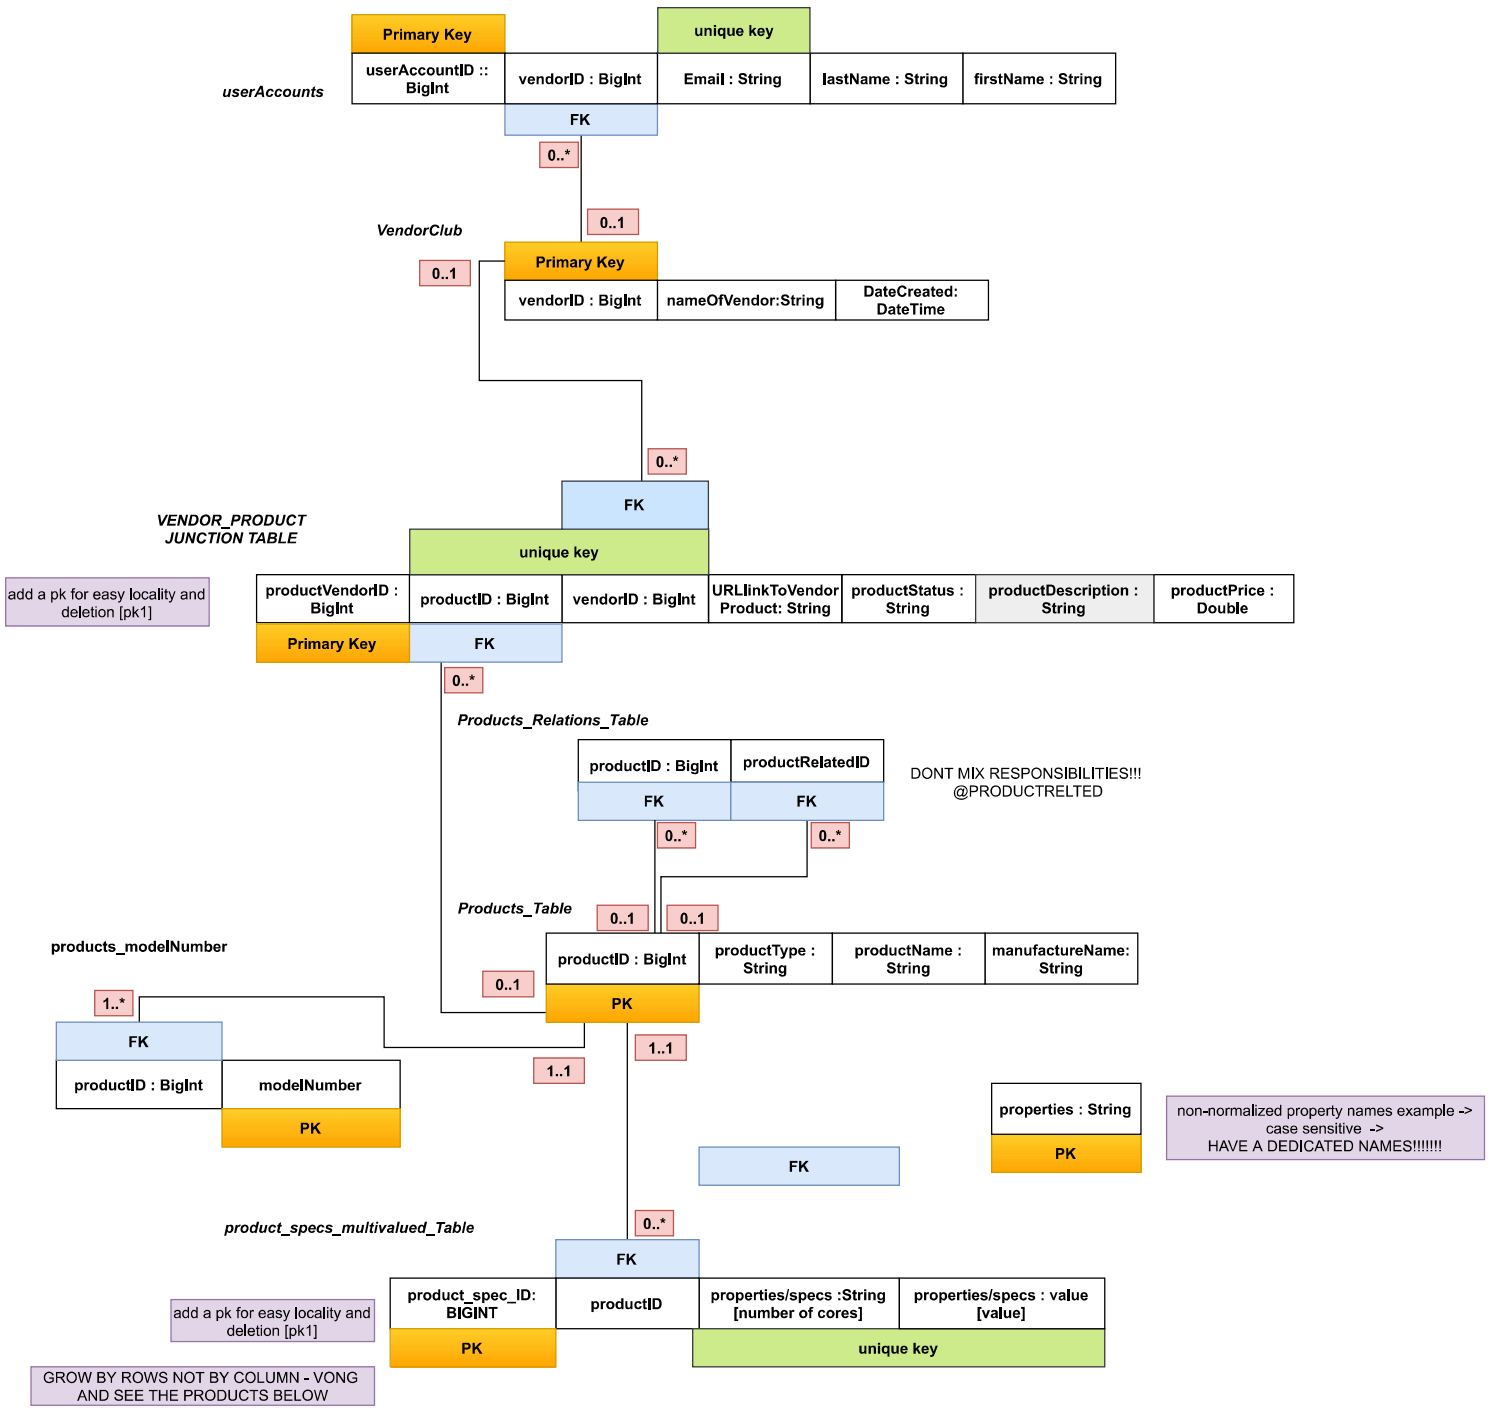 Primary Key
unique key
userAccounts
userAccountID ::
BigInt
vendorID : BigInt
Email : String
lastName : String
firstName : String
FK
0..*
0..1
VendorClub
0..1
Primary Key
vendorID : BigInt
nameOfVendor:String
DateCreated:
DateTime
0..*
FK
VENDOR_PRODUCT
JUNCTION TABLE
unique key
add a pk for easy locality and
deletion [pk1]
productVendorID :
BigInt
productID : BigInt
vendorID : BigInt
URLlinkToVendor
Product: String
productStatus :
String
productDescription :
String
productPrice :
Double
Primary Key
FK
0..*
Products_Relations_Table
productID : BigInt
productRelatedID
FK
FK
DONT MIX RESPONSIBILITIES!!!
@PRODUCTRELTED
0..*
0..*
Products_Table
0..1
0..1
products_modelNumber
productID : BigInt
productType :
String
productName :
String
manufactureName:
String
0..1
PK
1..*
FK
1..1
1..1
productID : BigInt
modelNumber
PK
properties : String
PK
non-normalized property names example ->
case sensitive  ->
HAVE A DEDICATED NAMES!!!!!!!
FK
product_specs_multivalued_Table
0..*
FK
add a pk for easy locality and
deletion [pk1]
product_spec_ID:
BIGINT
productID
properties/specs :String
[number of cores]
properties/specs : value
[value]
PK
unique key
GROW BY ROWS NOT BY COLUMN - VONG
AND SEE THE PRODUCTS BELOW